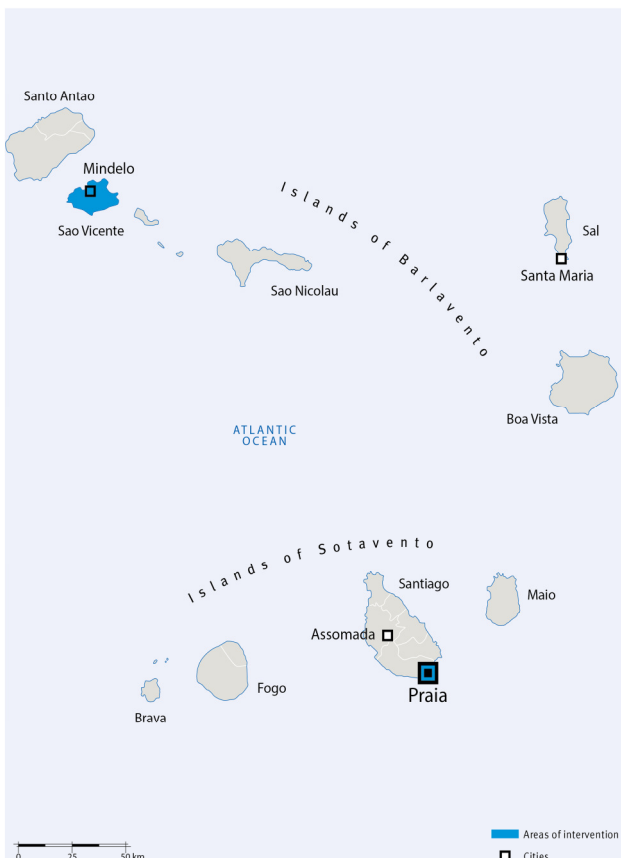 Santo Antao
Mindelo
Sao Vicente
Islands of Barlavento
Sal
Santa Maria
Sao Nicolau
Boa Vista
ATLANTIC
OCEAN
Islands of Sotavento
Santiago
Maio
Assomada
Fogo
Praia
Brava
Areas of intervention
Cities
0 25 50 km